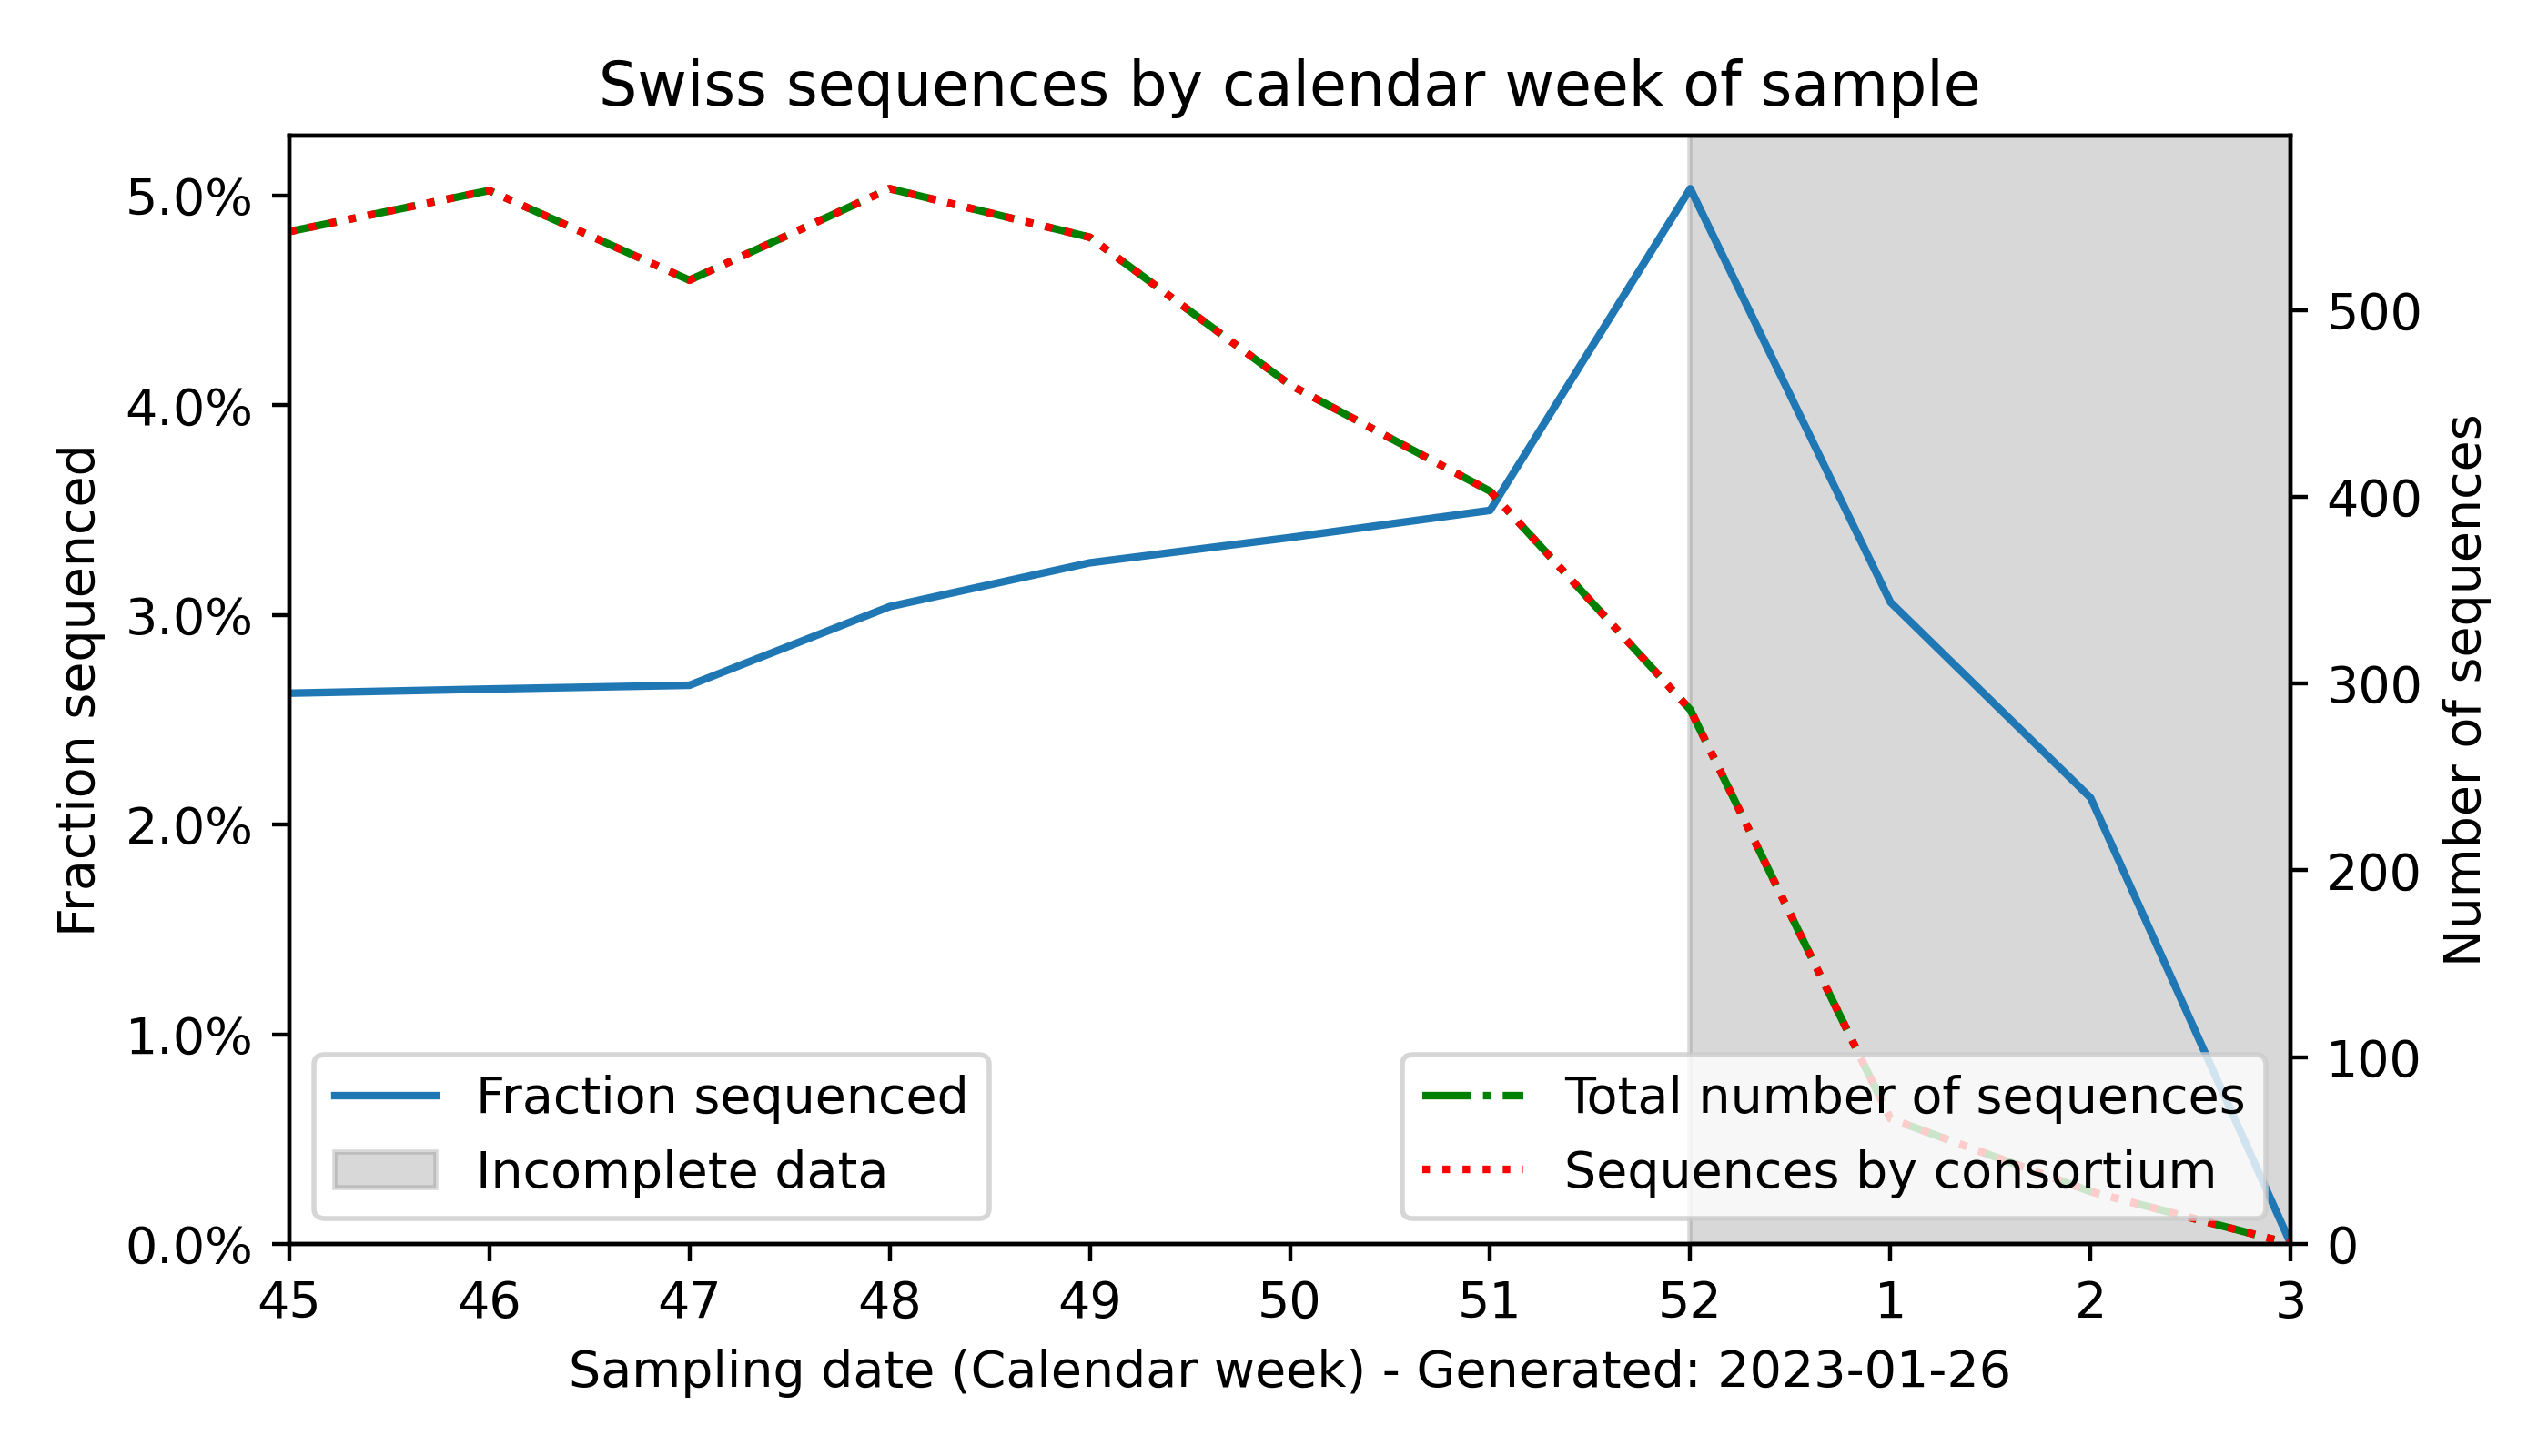 Swiss sequences by calendar week of sample
5.0%
4.0%
3.0%
2.0%
1.0%
0.0%
Fraction sequenced
500
400
300
200
100
0
Number of sequences
Fraction sequenced
Incomplete data
Total number of sequences
Sequences by consortium
45 46 47 48 49 50 51 52 1 2 3
Sampling date (Calendar week) - Generated: 2023-01-26